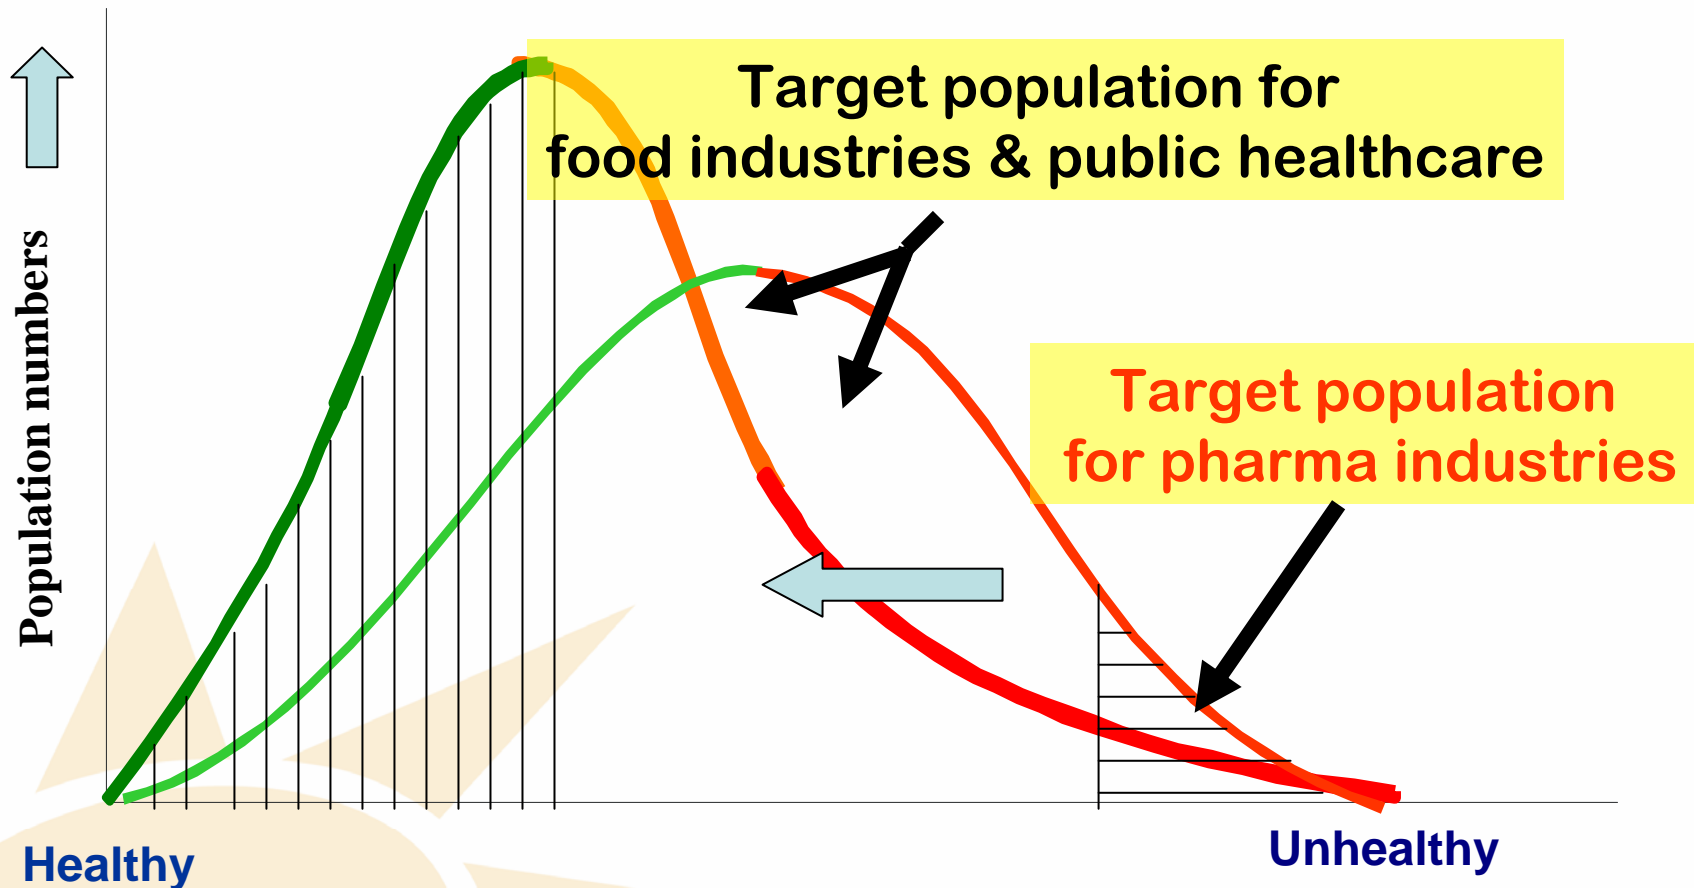 Target population for
food industries & public healthcare
Population numbers
Target population
for pharma industries
Healthy
Unhealthy